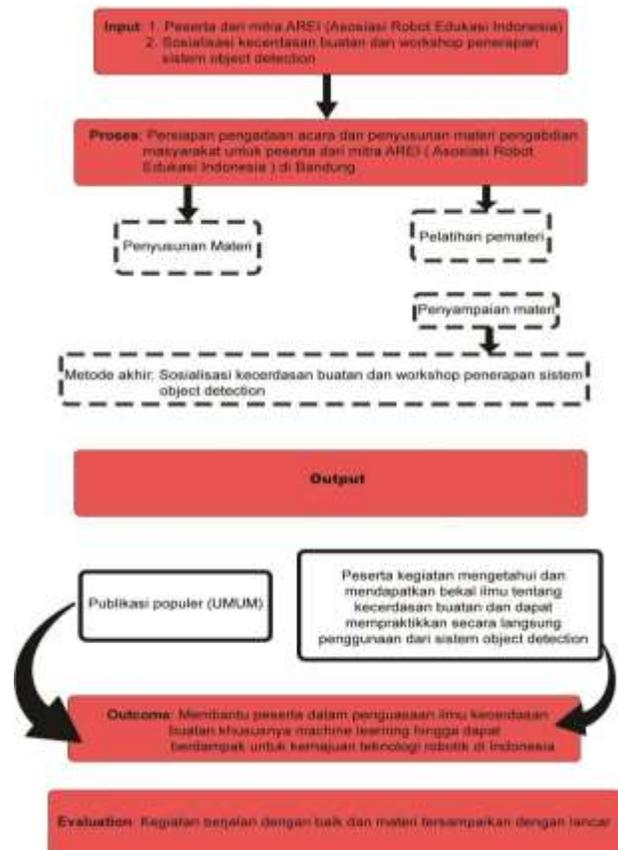 Input: 1. Peserta dari mitra AREI (Asosiasi Robot Edukasi Indonesia)
2. Sosialisasi kecerdasan buatan dan workshop penerapan
sistem object detection
Proses: Persiapan pengadaan acara dan penyusunan materi pengabdian
masyarakat untuk peserta dari mitra AREI ( Asosiasi Robot
Edukasi Indonesia ) di Bandung
Penyusunan Materi
Pelatihan pemateri
Penyampaian materi
Metode akhir: Sosialisasi kecerdasan buatan dan workshop penerapan sistem
object detection
Output
Publikasi populer (UMUM)
Peserta kegiatan mengetahui dan
mendapatkan bekal ilmu tentang
kecerdasan buatan dan dapat
mempraktikkan secara langsung
penggunaan dari sistem object detection
Outcome: Membantu peserta dalam penguasaan ilmu kecerdasan
buatan khususnya machine learning hingga dapat
berdampak untuk kemajuan teknologi robotik di Indonesia
Evaluation: Kegiatan berjalan dengan baik dan materi tersampaikan dengan lancar